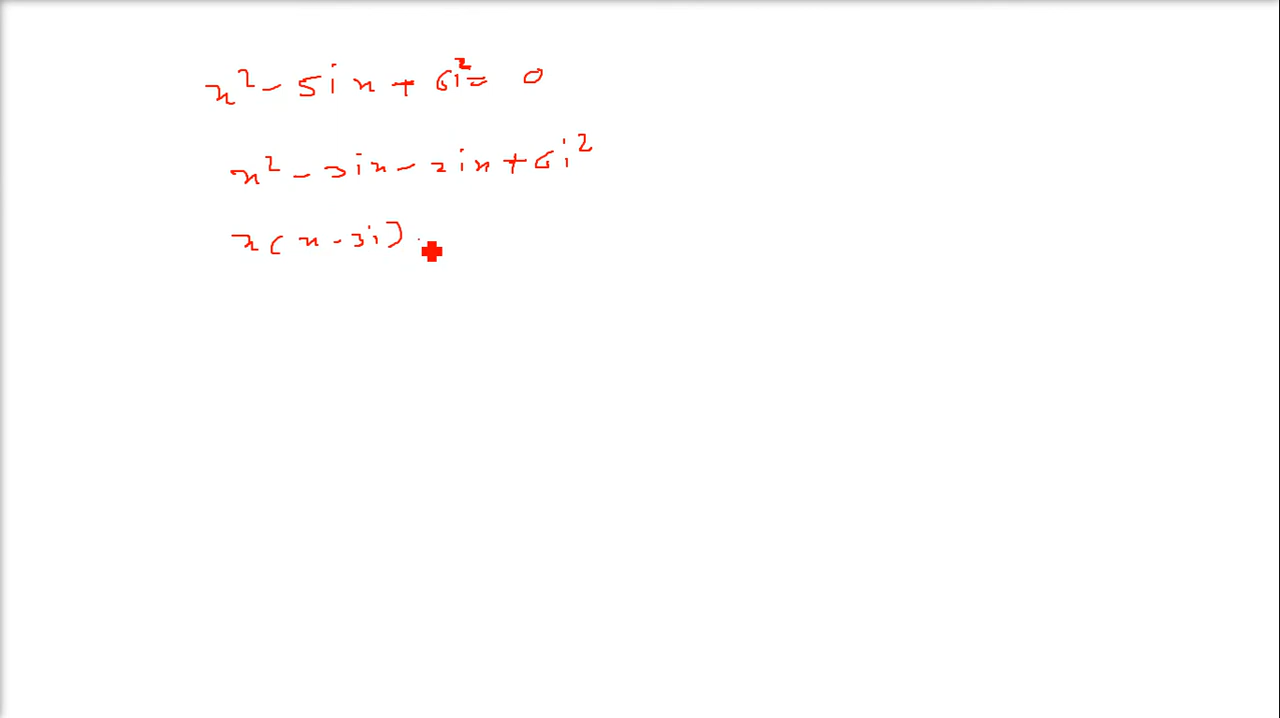 x² - 5ix + 6i² = 0
x² - 3ix - 2ix + 6i²
x(x - 3i)